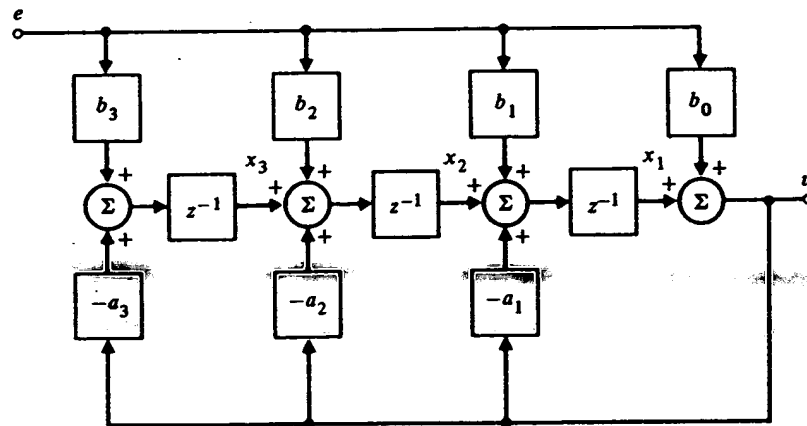 e
b₃ b₂ b₁ b₀
x₃ x₂ x₁
+ + + + + + +
Σ z⁻¹ Σ z⁻¹ Σ z⁻¹ Σ
+ + +
−a₃ −a₂ −a₁